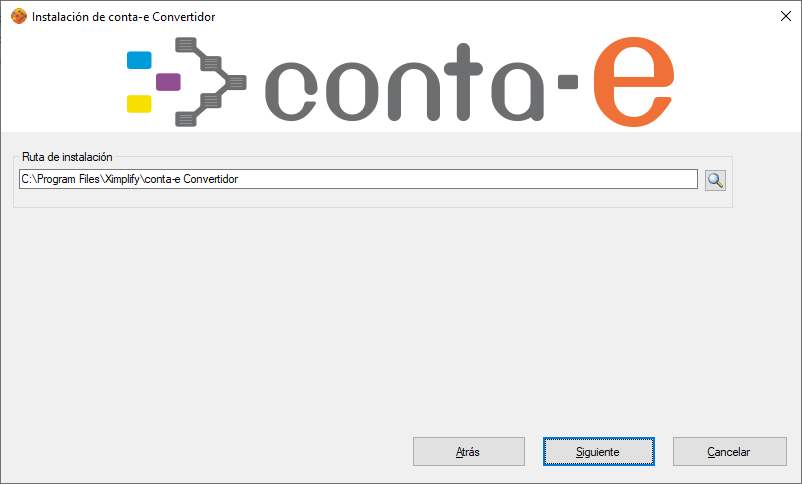 Instalación de conta-e Convertidor
conta-e
Ruta de instalación
C:\Program Files\Ximplify\conta-e Convertidor
Atrás
Siguiente
Cancelar